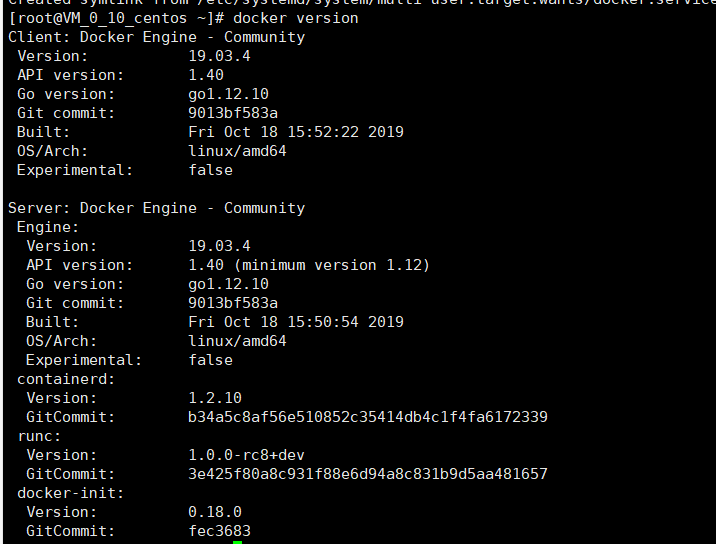 Created symlink from /etc/systemd/system/multi-user.target.wants/docker.service
[root@VM_0_10_centos ~]# docker version
Client: Docker Engine - Community
Version: 19.03.4
API version: 1.40
Go version: go1.12.10
Git commit: 9013bf583a
Built: Fri Oct 18 15:52:22 2019
OS/Arch: linux/amd64
Experimental: false
Server: Docker Engine - Community
Engine:
Version: 19.03.4
API version: 1.40 (minimum version 1.12)
Go version: go1.12.10
Git commit: 9013bf583a
Built: Fri Oct 18 15:50:54 2019
OS/Arch: linux/amd64
Experimental: false
containerd:
Version: 1.2.10
GitCommit: b34a5c8af56e510852c35414db4c1f4fa6172339
runc:
Version: 1.0.0-rc8+dev
GitCommit: 3e425f80a8c931f88e6d94a8c831b9d5aa481657
docker-init:
Version: 0.18.0
GitCommit: fec3683